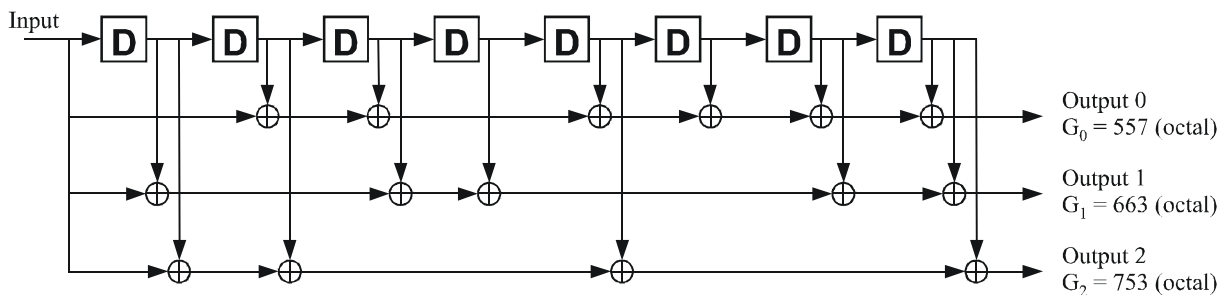 Input
D D D D D D D D
Output 0
G₀ = 557 (octal)
Output 1
G₁ = 663 (octal)
Output 2
G₂ = 753 (octal)